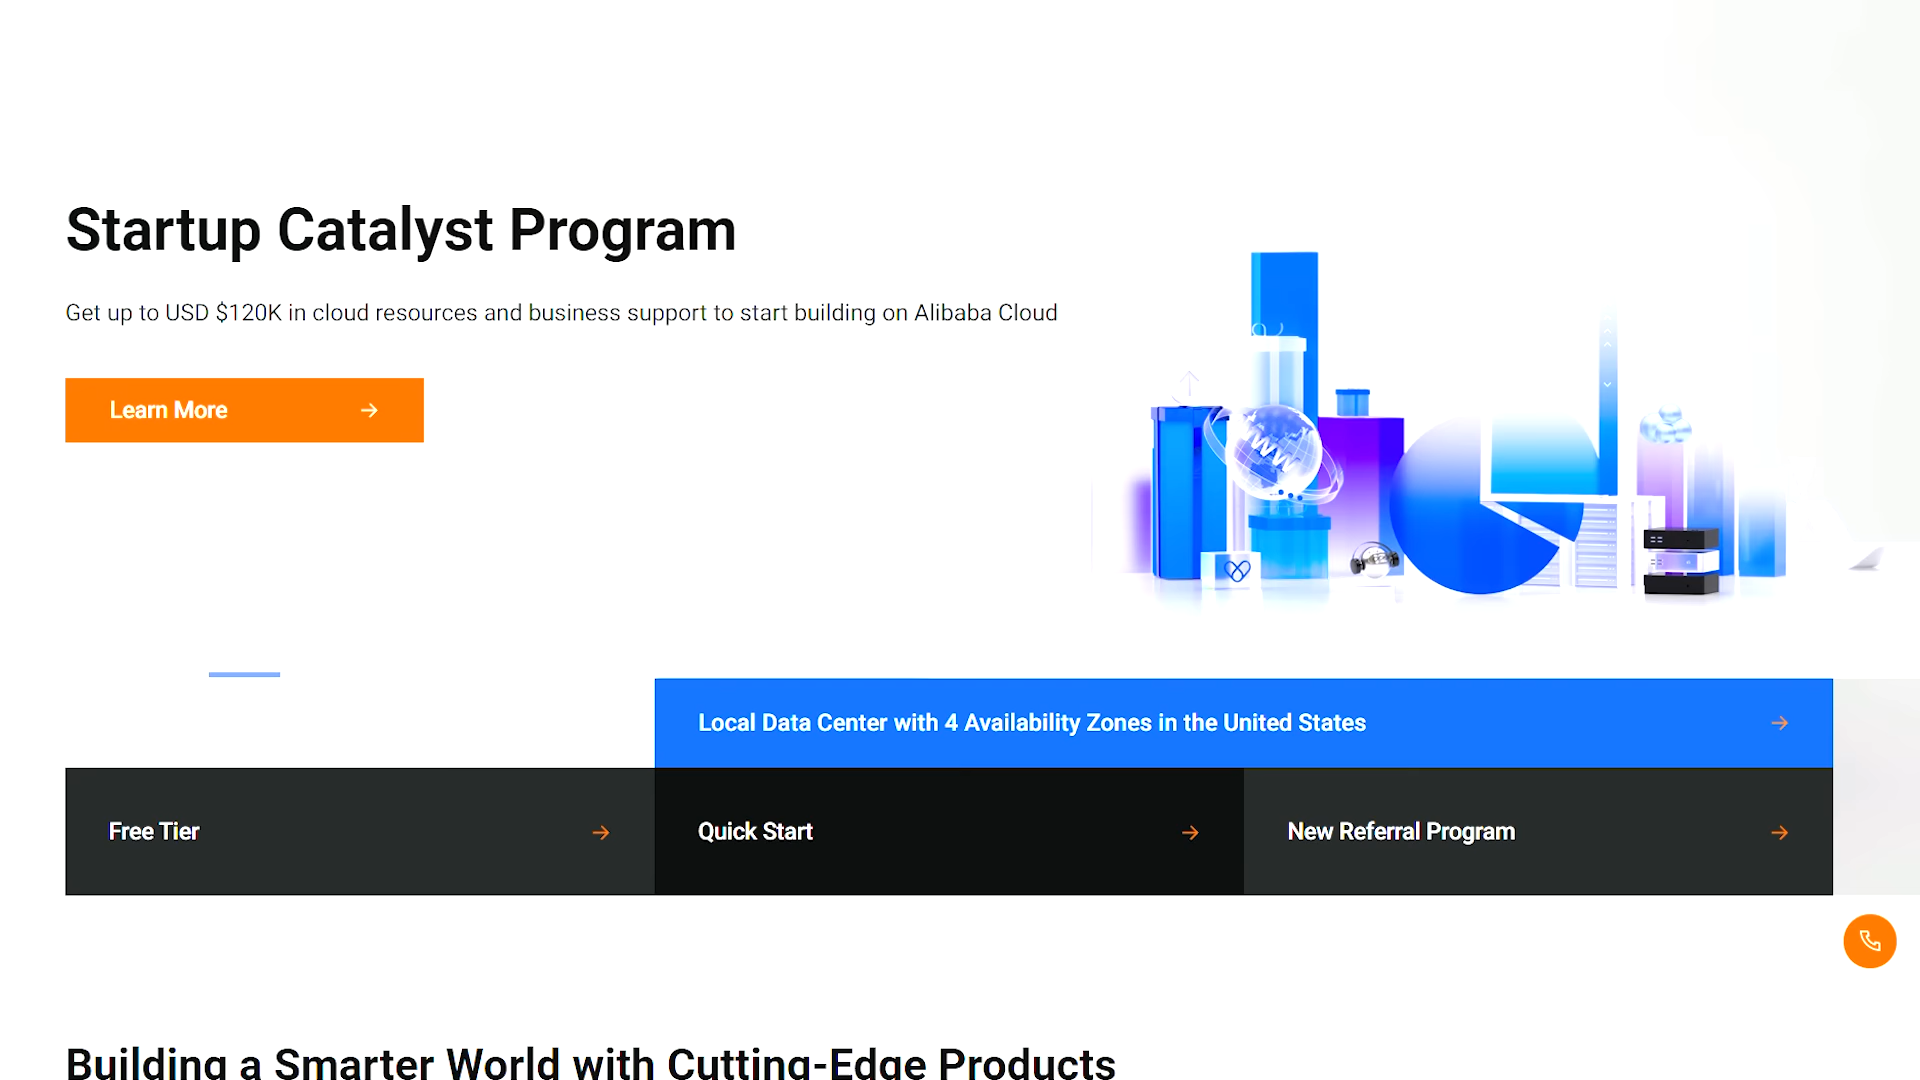 Startup Catalyst Program
Get up to USD $120K in cloud resources and business support to start building on Alibaba Cloud
Learn More
WWW
Local Data Center with 4 Availability Zones in the United States
Free Tier
Quick Start
New Referral Program
Building a Smarter World with Cutting-Edge Products